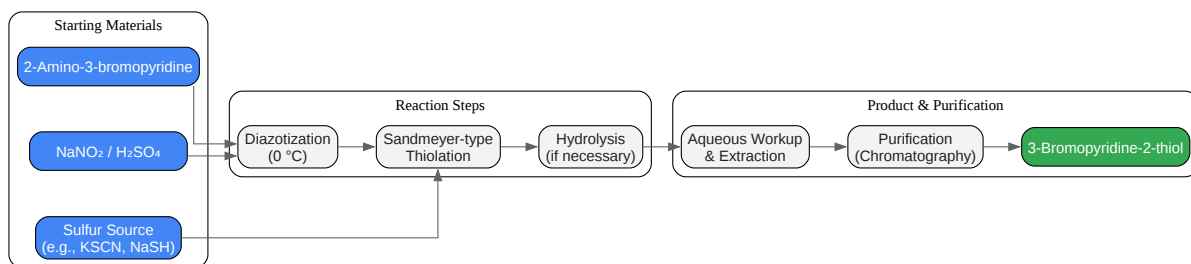 Starting Materials
2-Amino-3-bromopyridine
NaNO₂ / H₂SO₄
Sulfur Source
(e.g., KSCN, NaSH)
Reaction Steps
Diazotization
(0 °C)
Sandmeyer-type
Thiolation
Hydrolysis
(if necessary)
Product & Purification
Aqueous Workup
& Extraction
Purification
(Chromatography)
3-Bromopyridine-2-thiol